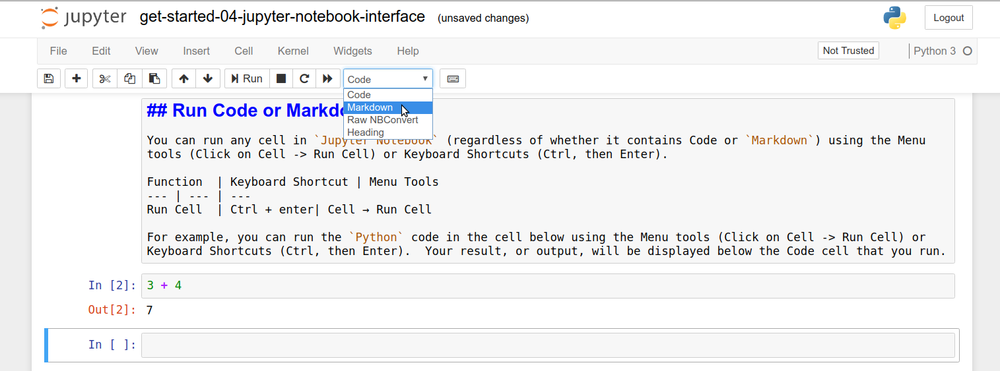 jupyter get-started-04-jupyter-notebook-interface (unsaved changes) Logout
File Edit View Insert Cell Kernel Widgets Help Not Trusted Python 3
Run Code
Code
Markdown
Raw NBConvert
Heading
## Run Code or
You can run any cell in `Jupyter Notebook` (regardless of whether it contains Code or `Markdown`) using the Menu
tools (Click on Cell -> Run Cell) or Keyboard Shortcuts (Ctrl, then Enter).
Function | Keyboard Shortcut | Menu Tools
--- | --- | ---
Run Cell | Ctrl + enter| Cell → Run Cell
For example, you can run the `Python` code in the cell below using the Menu tools (Click on Cell -> Run Cell) or
Keyboard Shortcuts (Ctrl, then Enter). Your result, or output, will be displayed below the Code cell that you run.
In [2]: 3 + 4
Out[2]: 7
In [ ]: